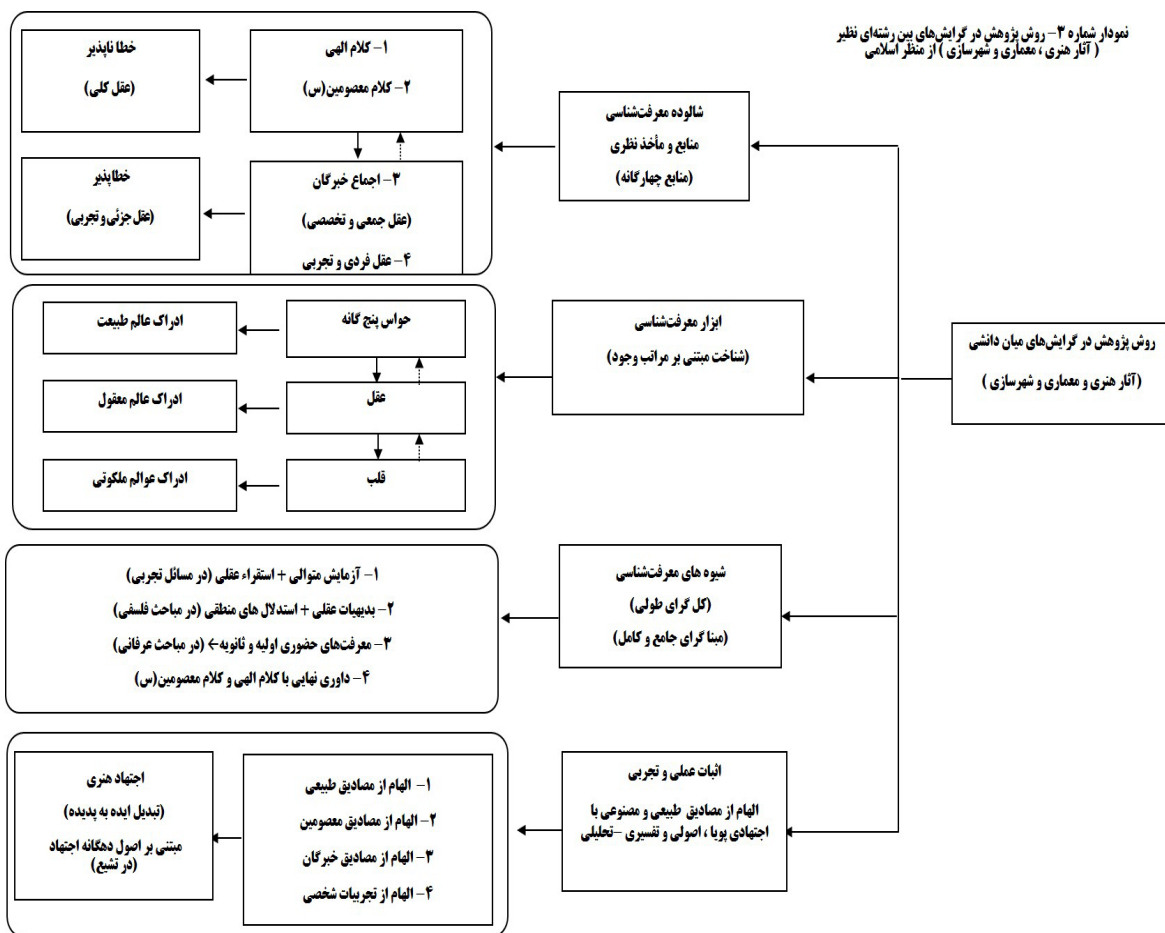 نمودار شماره ۳- روش پژوهش در گرایش‌های بین رشته‌ای نظیر
( آثار هنری ، معماری و شهرسازی ) از منظر اسلامی
روش پژوهش در گرایش‌های میان دانشی
(آثار هنری و معماری و شهرسازی )
شالوده معرفت‌شناسی
منابع و مأخذ نظری
(منابع چهارگانه)
۱- کلام الهی
۲- کلام معصومین(س)
خطا ناپذیر
(عقل کلی)
۳- اجماع خبرگان
(عقل جمعی و تخصصی)
۴- عقل فردی و تجربی
خطاپذیر
(عقل جزئی و تجربی)
ابزار معرفت‌شناسی
(شناخت مبتنی بر مراتب وجود)
حواس پنج گانه
ادراک عالم طبیعت
عقل
ادراک عالم معقول
قلب
ادراک عوالم ملکوتی
شیوه های معرفت‌شناسی
(کل گرای طولی)
(مبنا گرای جامع و کامل)
۱- آزمایش متوالی + استقراء عقلی (در مسائل تجربی)
۲- بدیهیات عقلی + استدلال های منطقی (در مباحث فلسفی)
۳- معرفت‌های حضوری اولیه و ثانویه← (در مباحث عرفانی)
۴- داوری نهایی با کلام الهی و کلام معصومین(س)
اثبات عملی و تجربی
الهام از مصادیق طبیعی و مصنوعی با
اجتهادی پویا ، اصولی و تفسیری -تحلیلی
۱- الهام از مصادیق طبیعی
۲- الهام از مصادیق معصومین
۳- الهام از مصادیق خبرگان
۴- الهام از تجربیات شخصی
اجتهاد هنری
(تبدیل ایده به پدیده)
مبتنی بر اصول دهگانه اجتهاد
(در تشیع)